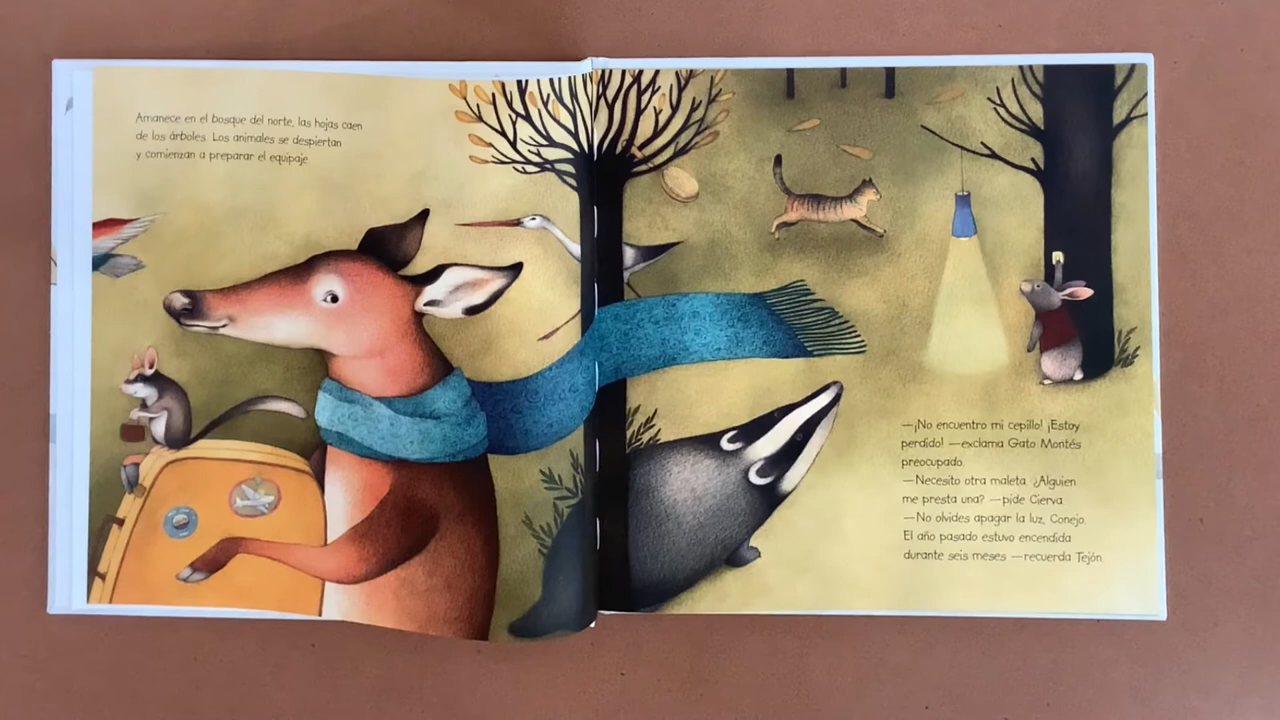 Amanece en el bosque del norte, las hojas caen
de los árboles. Los animales se despiertan
y comienzan a preparar el equipaje.
—¡No encuentro mi cepillo! ¡Estoy
perdido! —exclama Gato Montés
preocupado.
—Necesito otra maleta. ¿Alguien
me presta una? —pide Cierva.
—No olvides apagar la luz, Conejo.
El año pasado estuvo encendida
durante seis meses —recuerda Tejón.